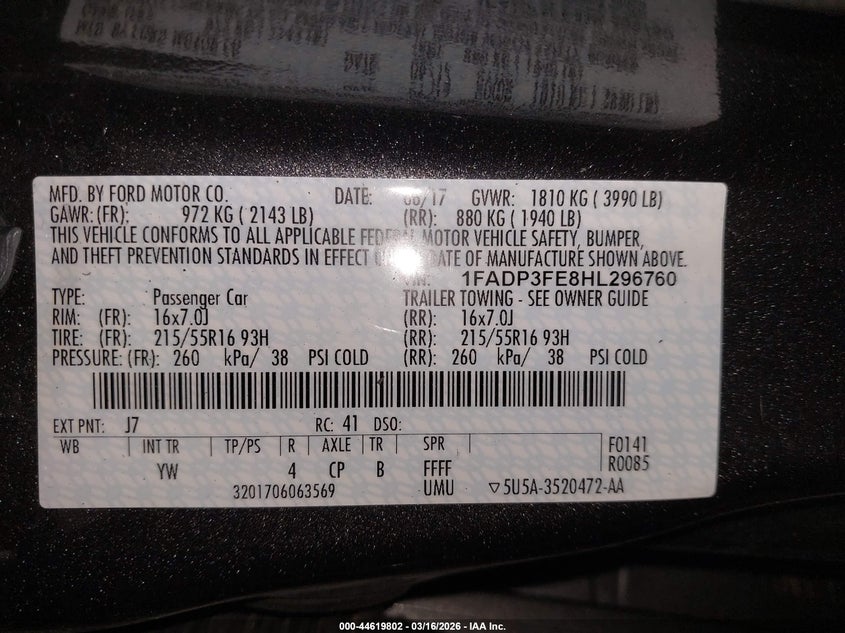 MFD. BY FORD MOTOR CO. DATE: 06/17 GVWR: 1810 KG ( 3990 LB)
GAWR: (FR): 972 KG ( 2143 LB) (RR): 880 KG ( 1940 LB)
THIS VEHICLE CONFORMS TO ALL APPLICABLE FEDERAL MOTOR VEHICLE SAFETY, BUMPER,
AND THEFT PREVENTION STANDARDS IN EFFECT ON DATE OF MANUFACTURE SHOWN ABOVE.
VIN: 1FADP3FE8HL296760
TYPE: Passenger Car TRAILER TOWING - SEE OWNER GUIDE
RIM: (FR): 16x7.0J (RR): 16x7.0J
TIRE: (FR): 215/55R16 93H (RR): 215/55R16 93H
PRESSURE: (FR): 260 kPa/ 38 PSI COLD (RR): 260 kPa/ 38 PSI COLD
EXT PNT: J7 RC: 41 DSO:
WB INT TR TP/PS R AXLE TR SPR F0141
YW 4 CP B FFFF R0085
3201706063569 UMU ▽5U5A-3520472-AA
000-44619802 - 03/16/2026 - IAA Inc.